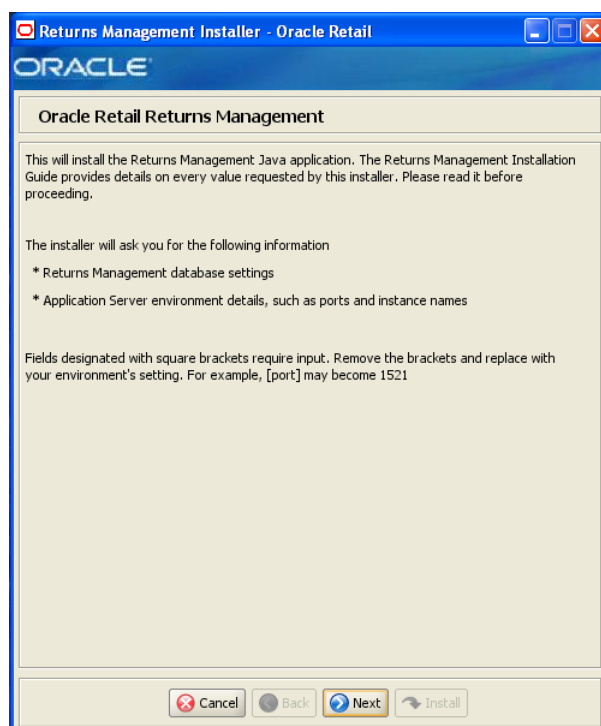 Returns Management Installer - Oracle Retail
ORACLE
Oracle Retail Returns Management
This will install the Returns Management Java application. The Returns Management Installation
Guide provides details on every value requested by this installer. Please read it before
proceeding.
The installer will ask you for the following information
* Returns Management database settings
* Application Server environment details, such as ports and instance names
Fields designated with square brackets require input. Remove the brackets and replace with
your environment's setting. For example, [port] may become 1521
Cancel Back Next Install